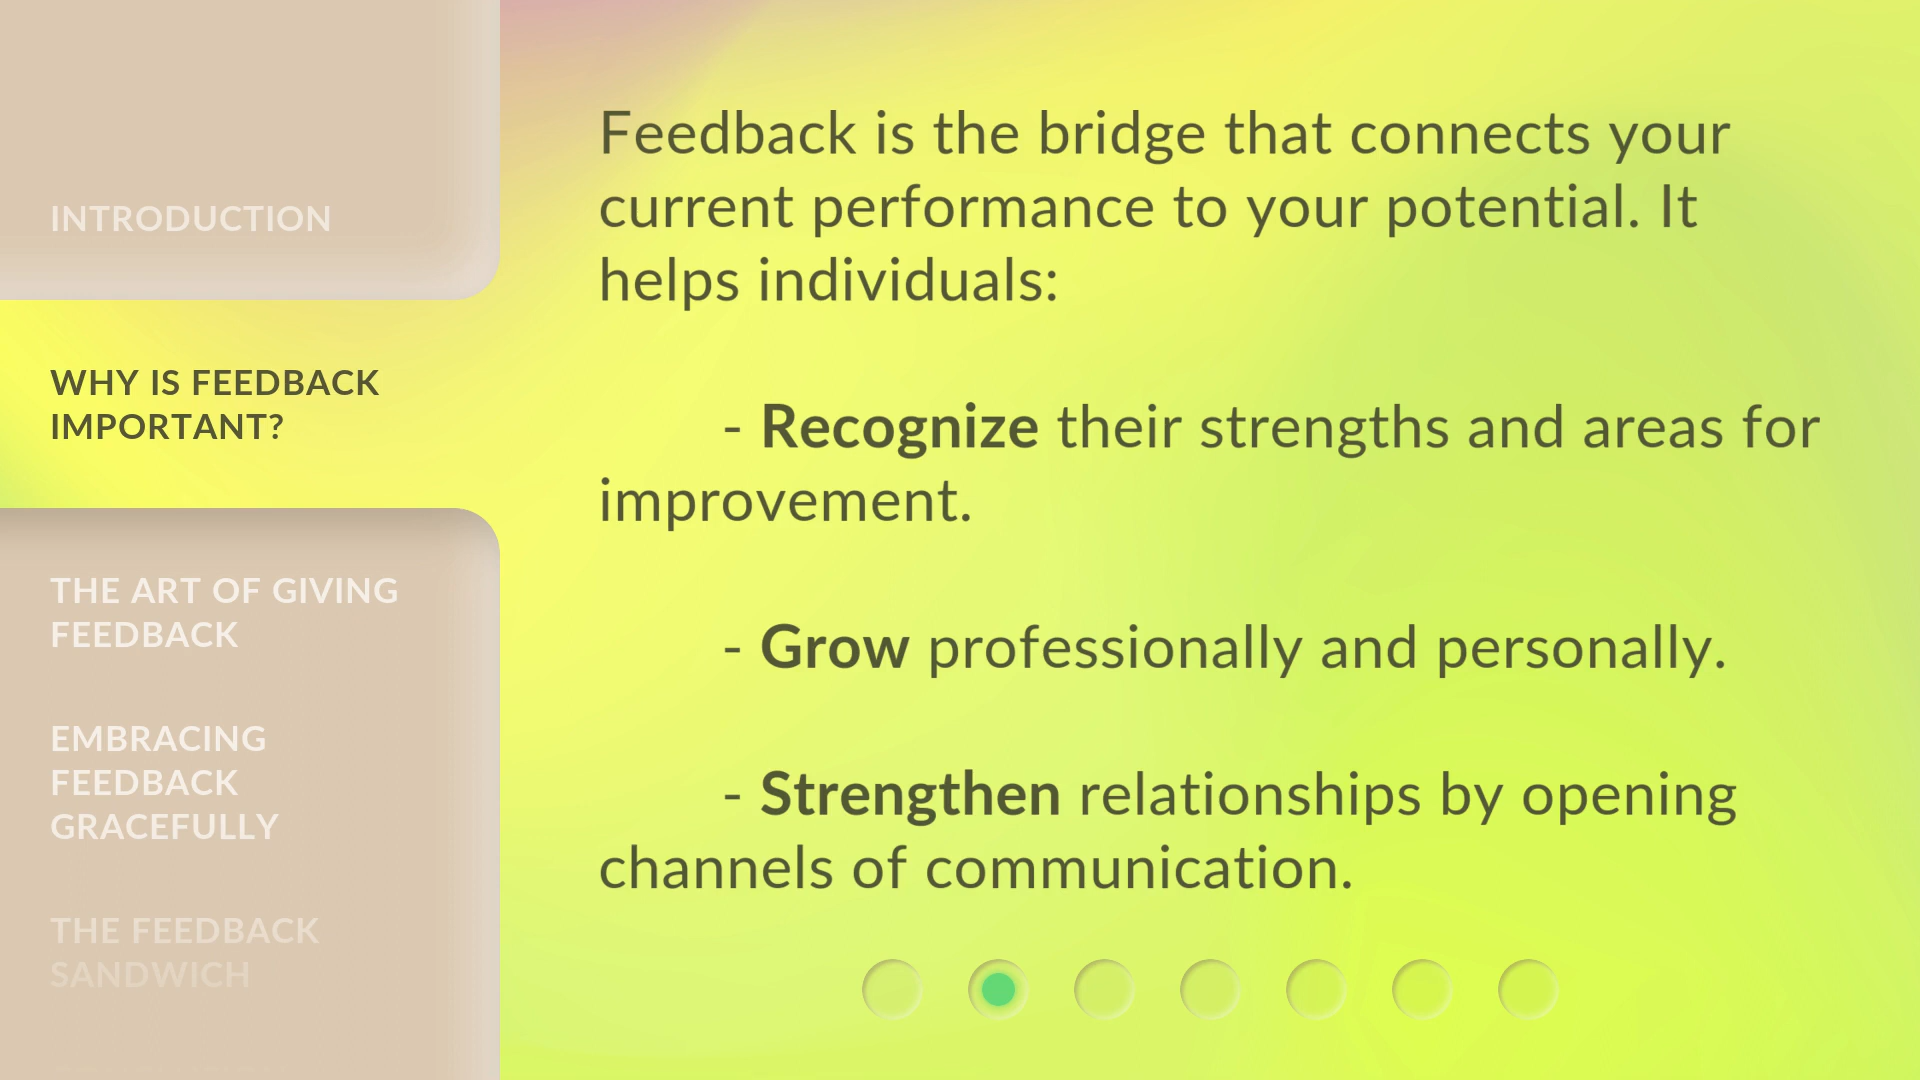 INTRODUCTION
WHY IS FEEDBACK
IMPORTANT?
THE ART OF GIVING
FEEDBACK
EMBRACING
FEEDBACK
GRACEFULLY
THE FEEDBACK
SANDWICH
Feedback is the bridge that connects your
current performance to your potential. It
helps individuals:
- Recognize their strengths and areas for
improvement.
- Grow professionally and personally.
- Strengthen relationships by opening
channels of communication.